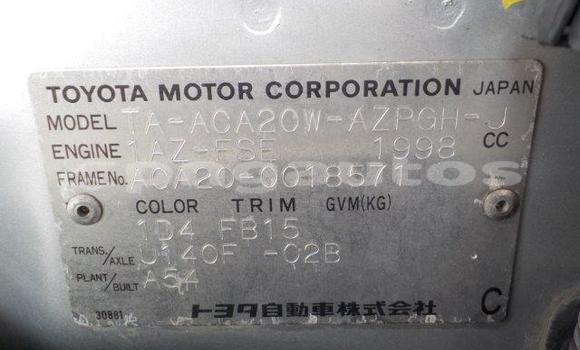 TOYOTA MOTOR CORPORATION JAPAN
MODEL TA-ACA20W-AZPGH-J
ENGINE 1AZ-FSE 1998 CC
FRAME No. ACA20-0018571
COLOR TRIM GVM(KG)
1D4 FB15
TRANS./AXLE U140F -02B
PLANT/BUILT A54
30881 トヨタ自動車株式会社 C